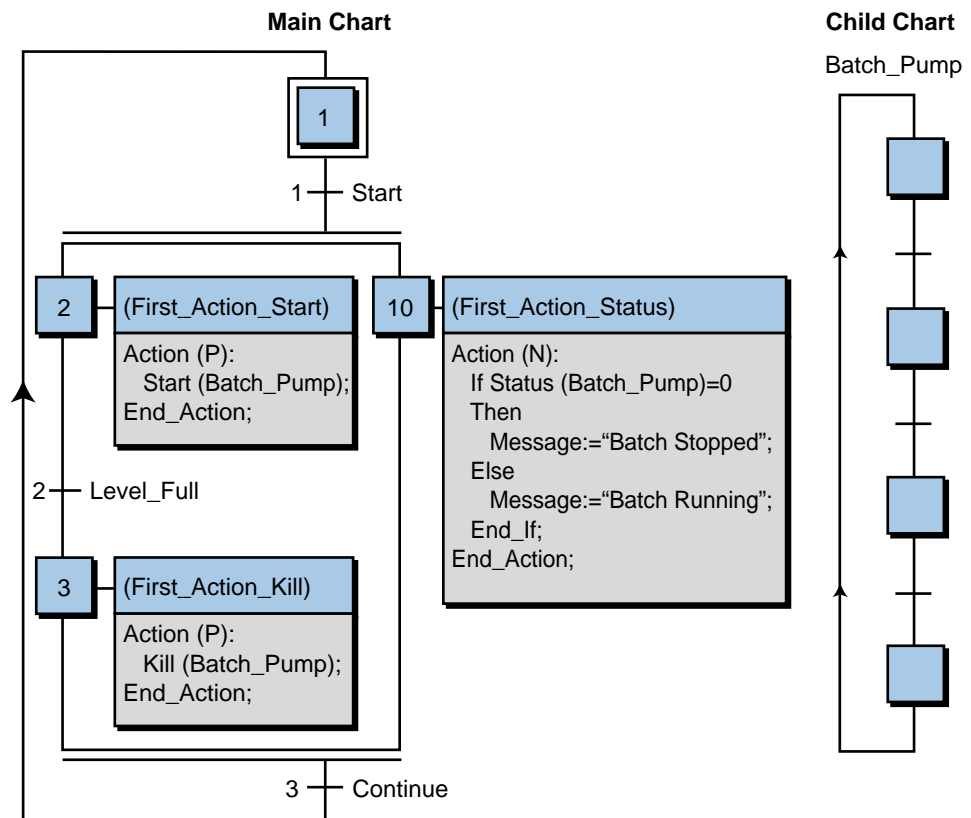 Main Chart
Child Chart
Batch_Pump
1
1 Start
2
(First_Action_Start)
Action (P):
Start (Batch_Pump);
End_Action;
10
(First_Action_Status)
Action (N):
If Status (Batch_Pump)=0
Then
Message:=“Batch Stopped”;
Else
Message:=“Batch Running”;
End_If;
End_Action;
2 Level_Full
3
(First_Action_Kill)
Action (P):
Kill (Batch_Pump);
End_Action;
3 Continue